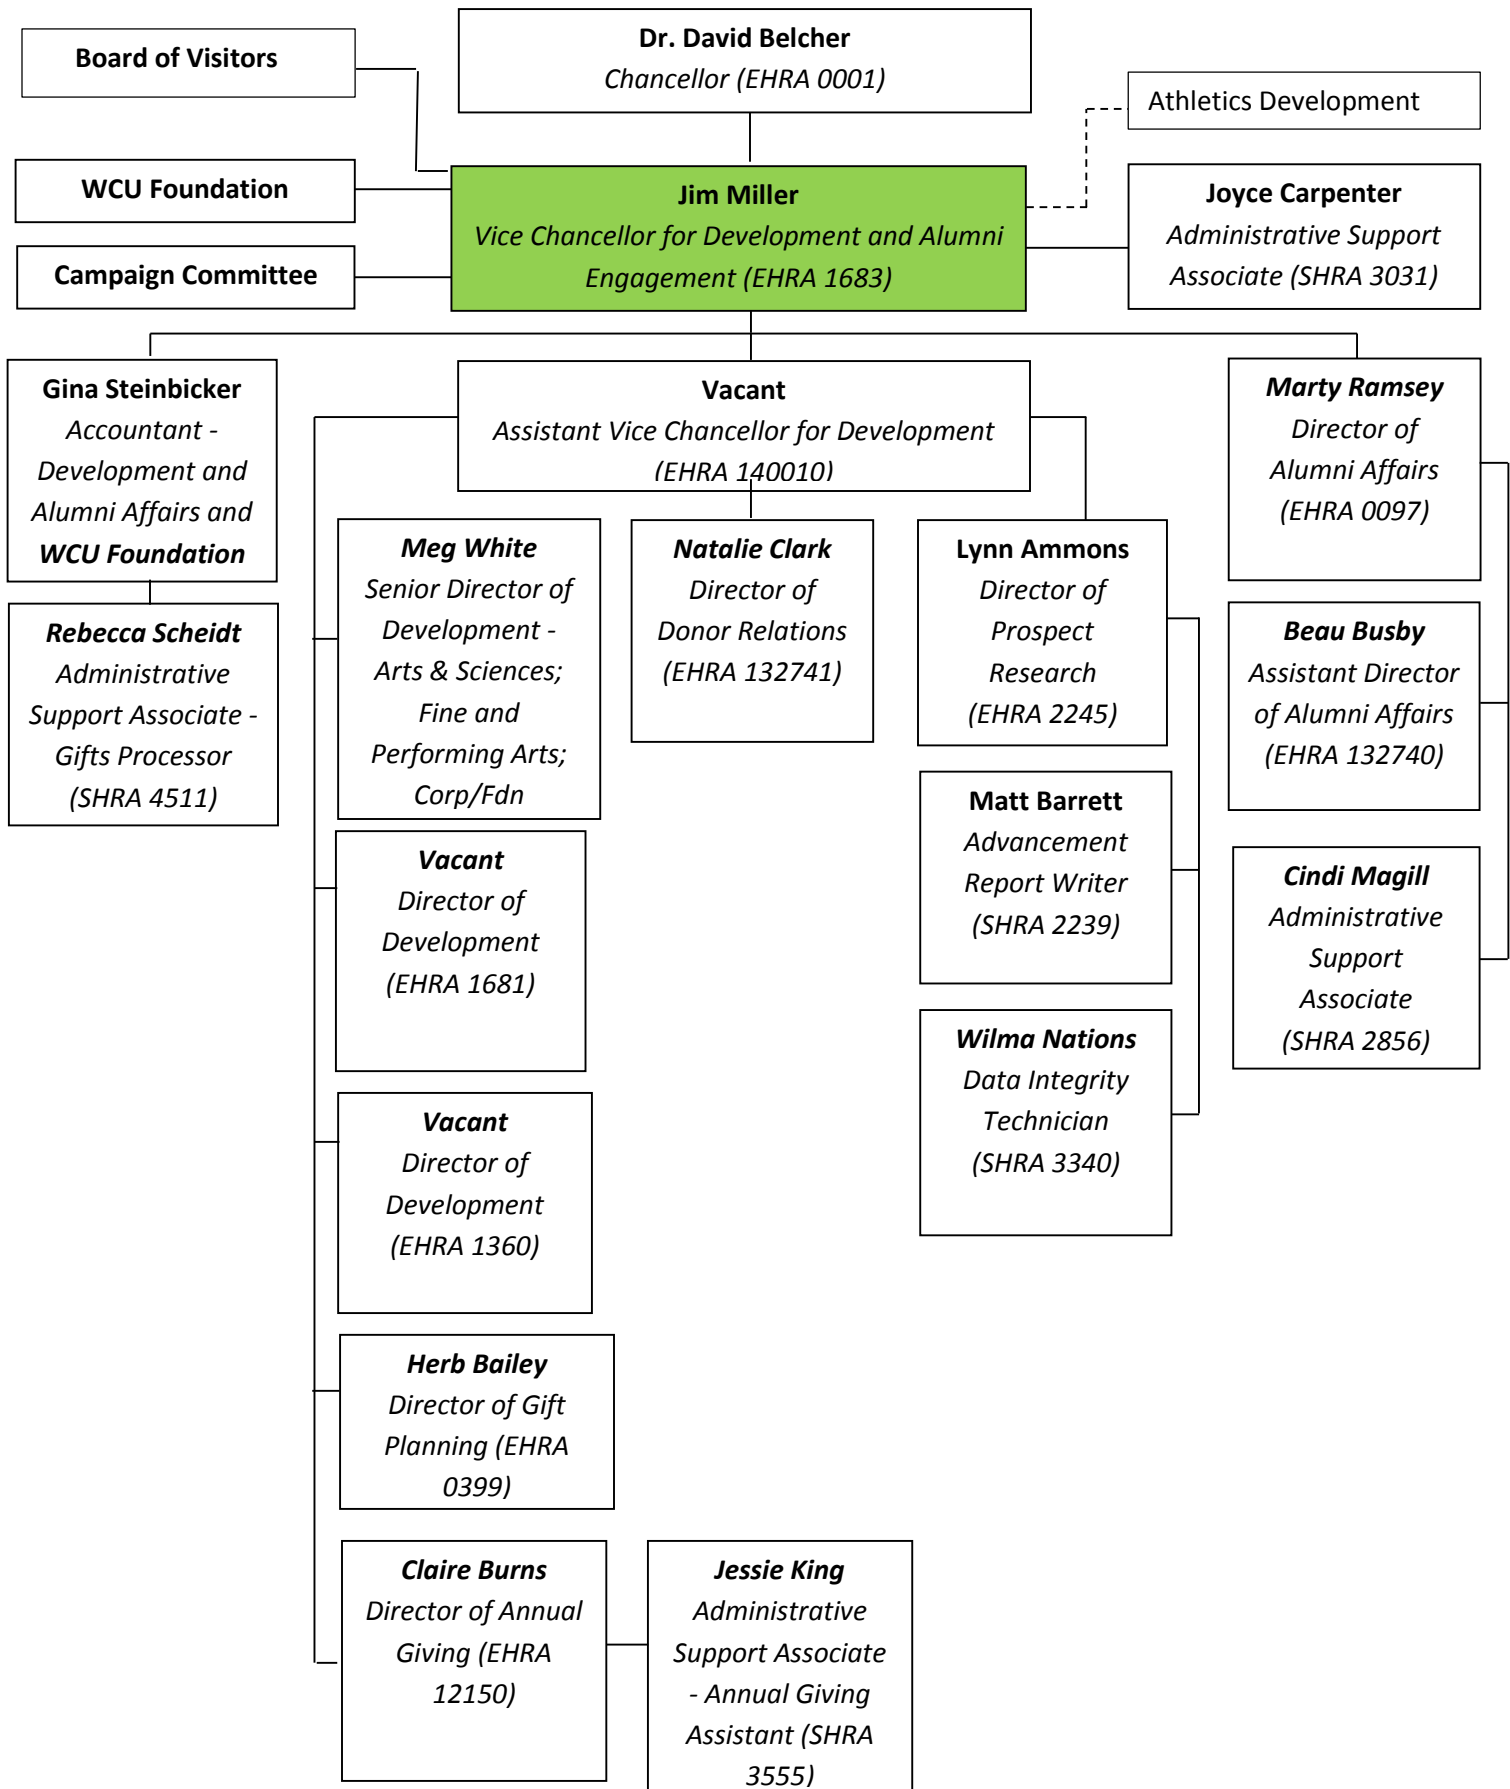 Board of Visitors
Dr. David Belcher
Chancellor (EHRA 0001)
Athletics Development
WCU Foundation
Campaign Committee
Jim Miller
Vice Chancellor for Development and Alumni
Engagement (EHRA 1683)
Joyce Carpenter
Administrative Support
Associate (SHRA 3031)
Gina Steinbicker
Accountant -
Development and
Alumni Affairs and
WCU Foundation
Rebecca Scheidt
Administrative
Support Associate -
Gifts Processor
(SHRA 4511)
Vacant
Assistant Vice Chancellor for Development
(EHRA 140010)
Meg White
Senior Director of
Development -
Arts & Sciences;
Fine and
Performing Arts;
Corp/Fdn
Vacant
Director of
Development
(EHRA 1681)
Vacant
Director of
Development
(EHRA 1360)
Herb Bailey
Director of Gift
Planning (EHRA
0399)
Claire Burns
Director of Annual
Giving (EHRA
12150)
Jessie King
Administrative
Support Associate
- Annual Giving
Assistant (SHRA
3555)
Natalie Clark
Director of
Donor Relations
(EHRA 132741)
Lynn Ammons
Director of
Prospect
Research
(EHRA 2245)
Matt Barrett
Advancement
Report Writer
(SHRA 2239)
Wilma Nations
Data Integrity
Technician
(SHRA 3340)
Marty Ramsey
Director of
Alumni Affairs
(EHRA 0097)
Beau Busby
Assistant Director
of Alumni Affairs
(EHRA 132740)
Cindi Magill
Administrative
Support
Associate
(SHRA 2856)